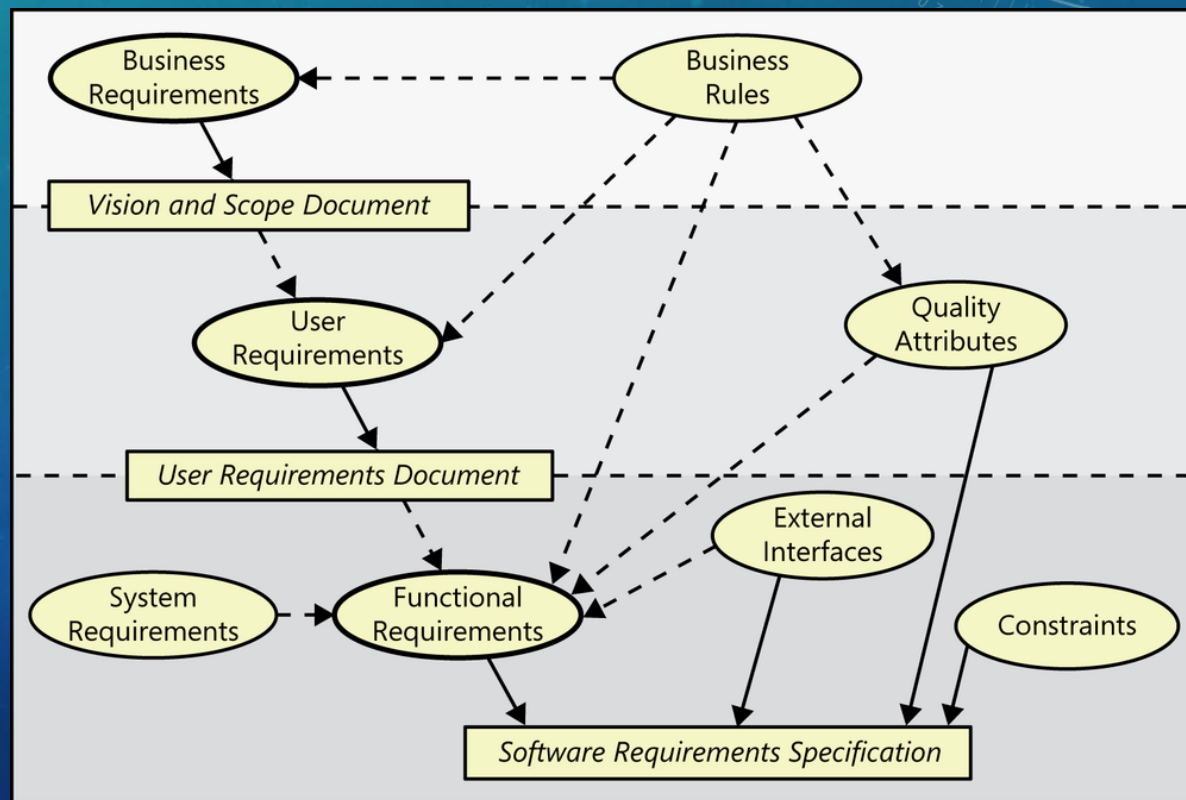 Business
Requirements
Business
Rules
Vision and Scope Document
User
Requirements
Quality
Attributes
User Requirements Document
External
Interfaces
System
Requirements
Functional
Requirements
Constraints
Software Requirements Specification